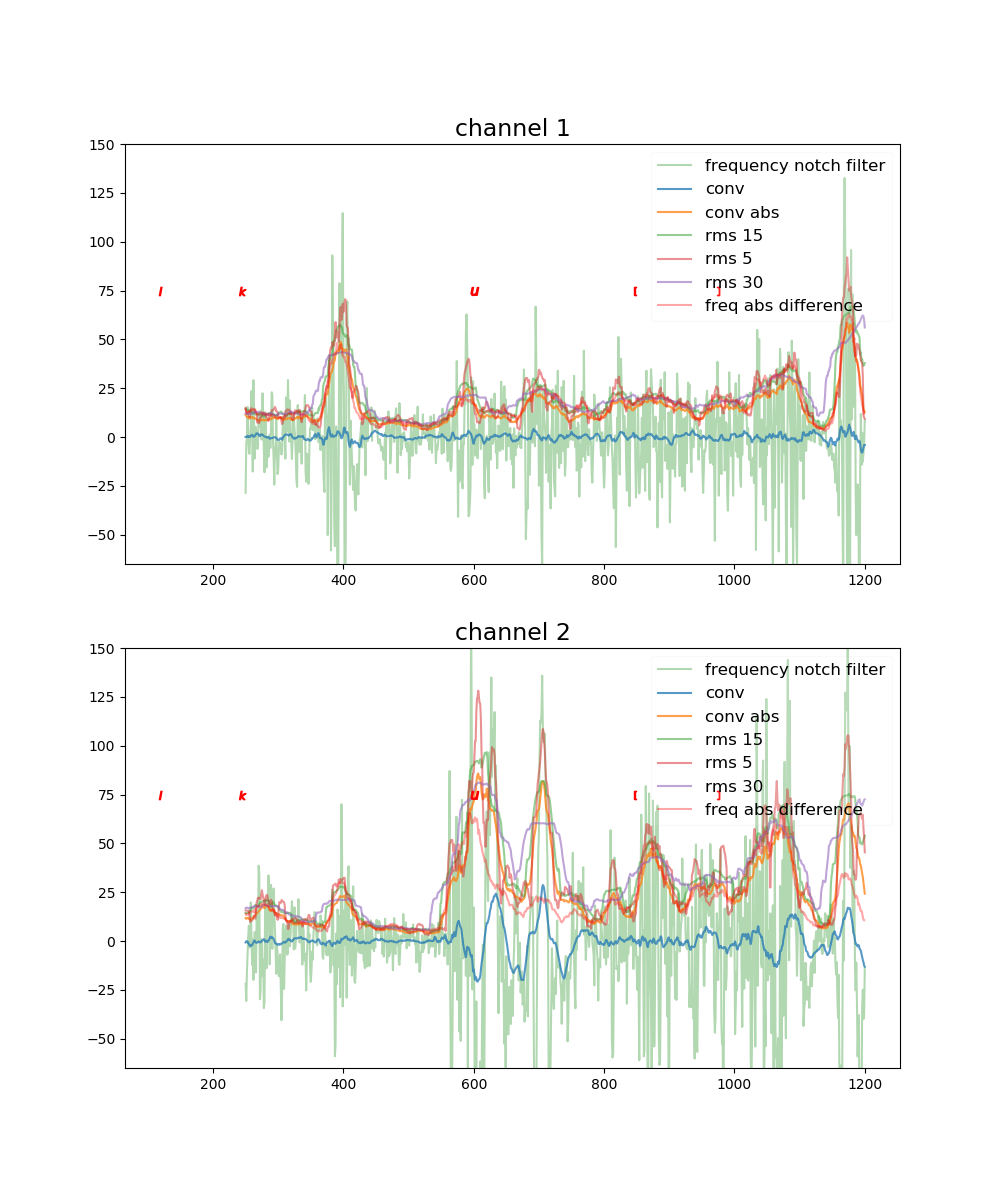 channel 1
150
125
100
75
50
25
0
−25
−50
l k U [ ]
frequency notch filter
conv
conv abs
rms 15
rms 5
rms 30
freq abs difference
200 400 600 800 1000 1200
channel 2
150
125
100
75
50
25
0
−25
−50
l k U [ ]
frequency notch filter
conv
conv abs
rms 15
rms 5
rms 30
freq abs difference
200 400 600 800 1000 1200